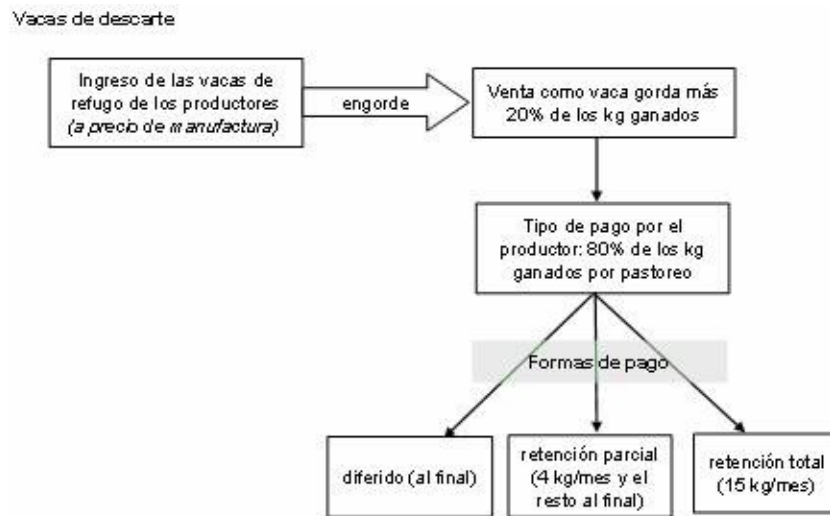 Vacas de descarte
Ingreso de las vacas de
refugo de los productores
(a precio de manufactura)
engorde
Venta como vaca gorda más
20% de los kg ganados
Tipo de pago por el
productor: 80% de los kg
ganados por pastoreo
Formas de pago
diferido (al final)
retención parcial
(4 kg/mes y el
resto al final)
retención total
(15 kg/mes)